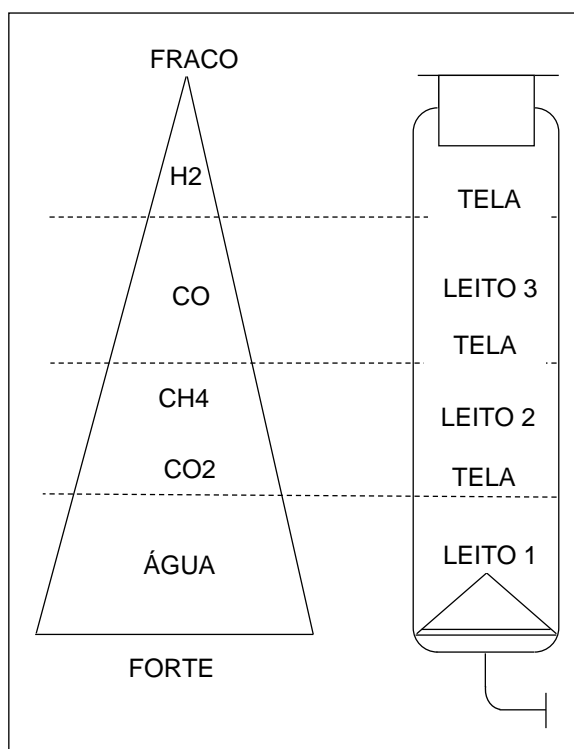 FRACO
H2
TELA
CO
LEITO 3
TELA
CH4
LEITO 2
CO2
TELA
ÁGUA
LEITO 1
FORTE